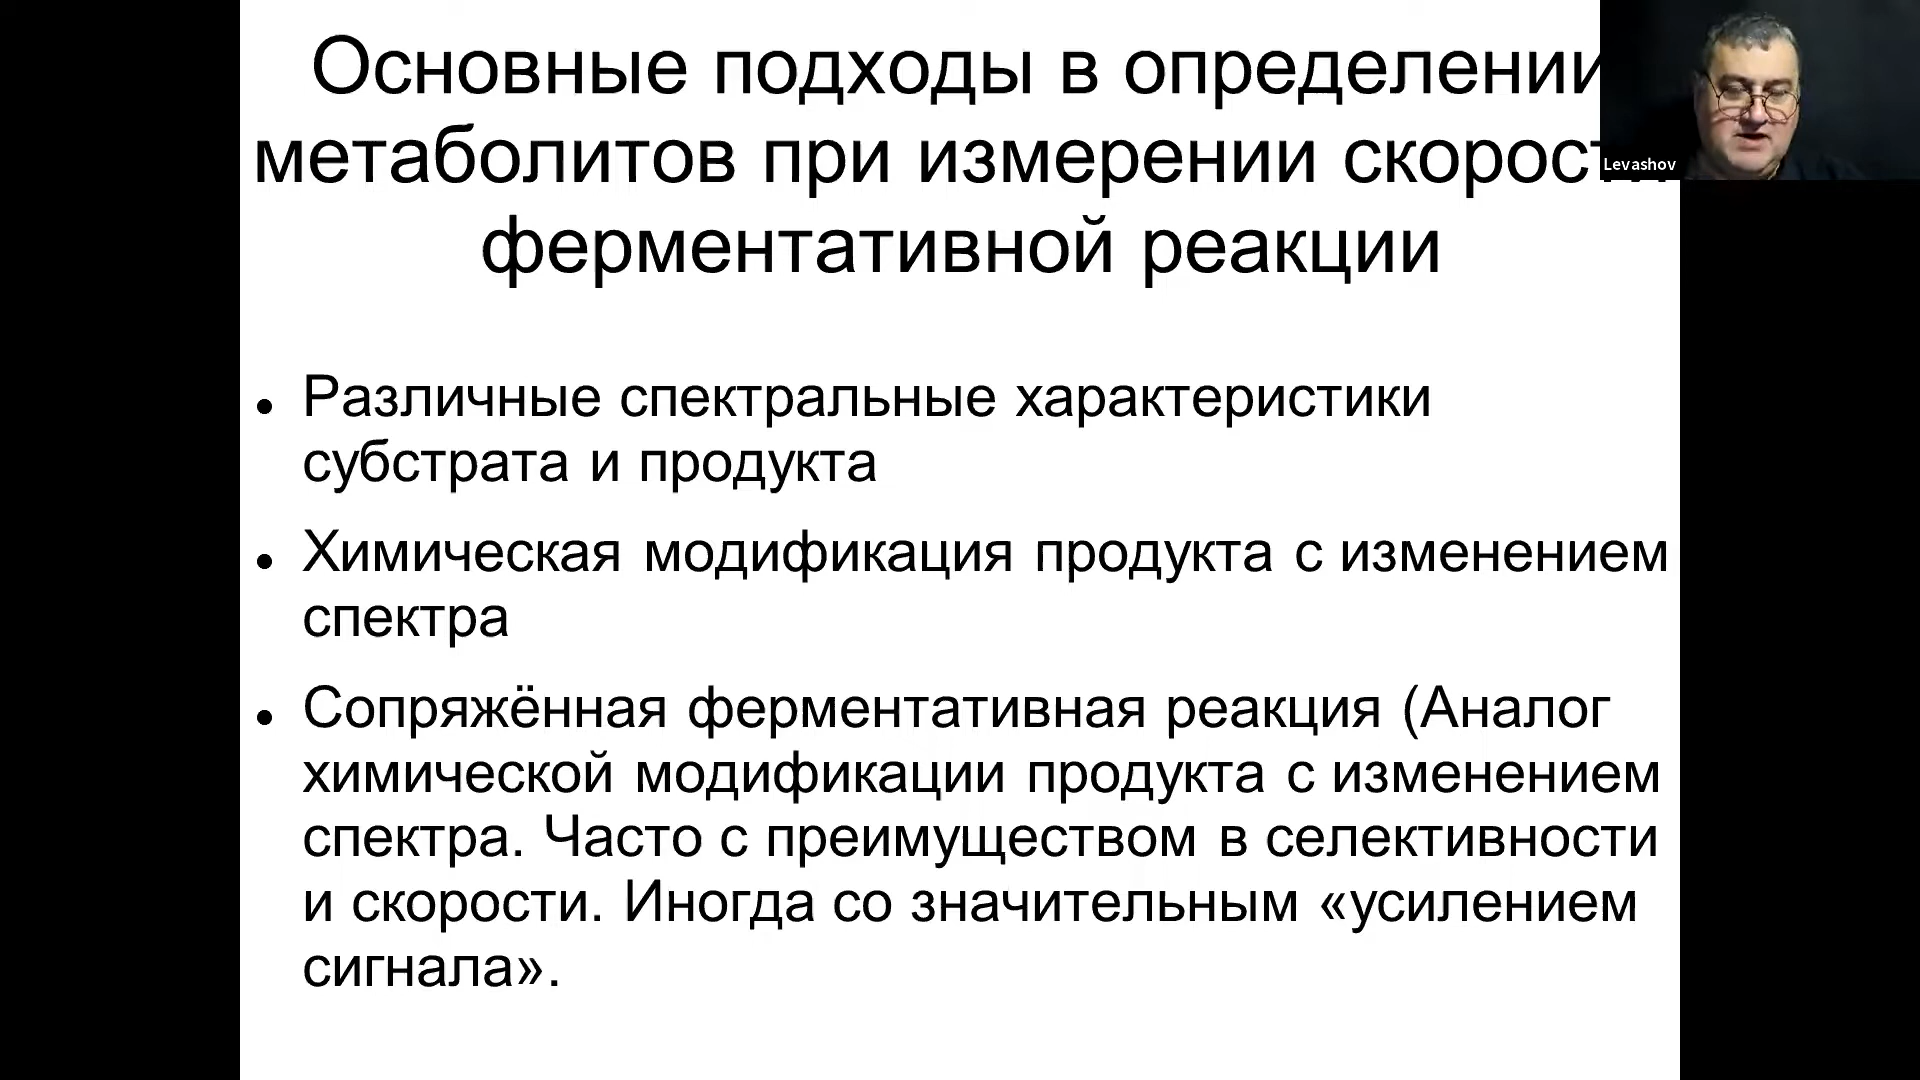 Основные подходы в определении
метаболитов при измерении скорости
ферментативной реакции
Levashov
• Различные спектральные характеристики
субстрата и продукта
• Химическая модификация продукта с изменением
спектра
• Сопряжённая ферментативная реакция (Аналог
химической модификации продукта с изменением
спектра. Часто с преимуществом в селективности
и скорости. Иногда со значительным «усилением
сигнала».